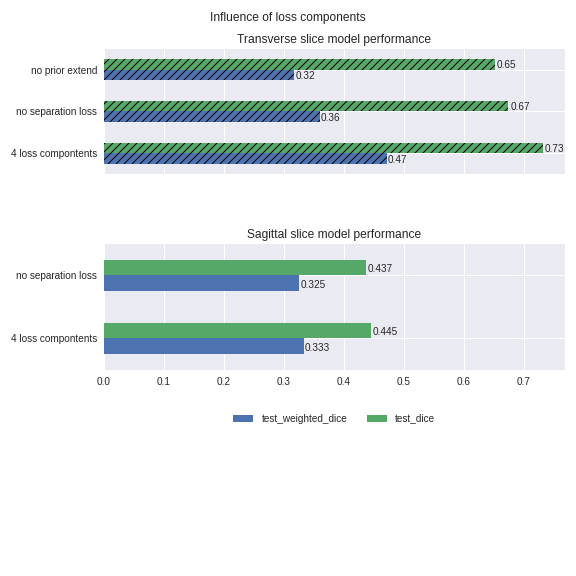 Influence of loss components
Transverse slice model performance
no prior extend
0.65
0.32
no separation loss
0.67
0.36
4 loss compontents
0.73
0.47
Sagittal slice model performance
no separation loss
0.437
0.325
4 loss compontents
0.445
0.333
0.0 0.1 0.2 0.3 0.4 0.5 0.6 0.7
test_weighted_dice test_dice